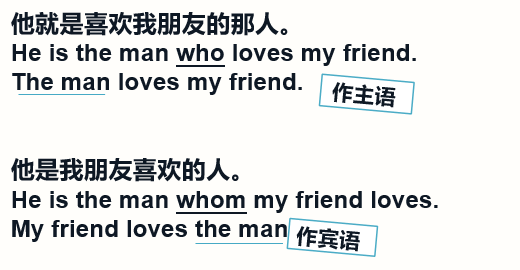 他就是喜欢我朋友的那人。
He is the man who loves my friend.
The man loves my friend. 作主语
他是我朋友喜欢的人。
He is the man whom my friend loves.
My friend loves the man 作宾语